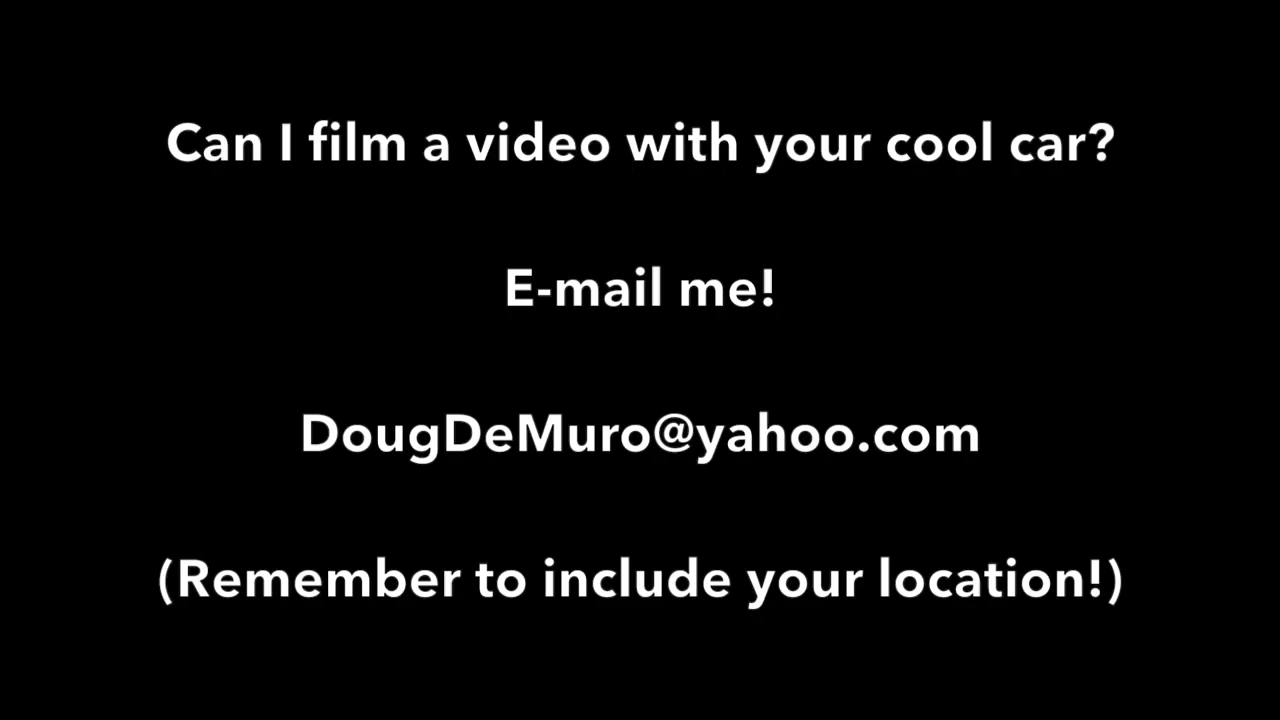 Can I film a video with your cool car?
E-mail me!
DougDeMuro@yahoo.com
(Remember to include your location!)